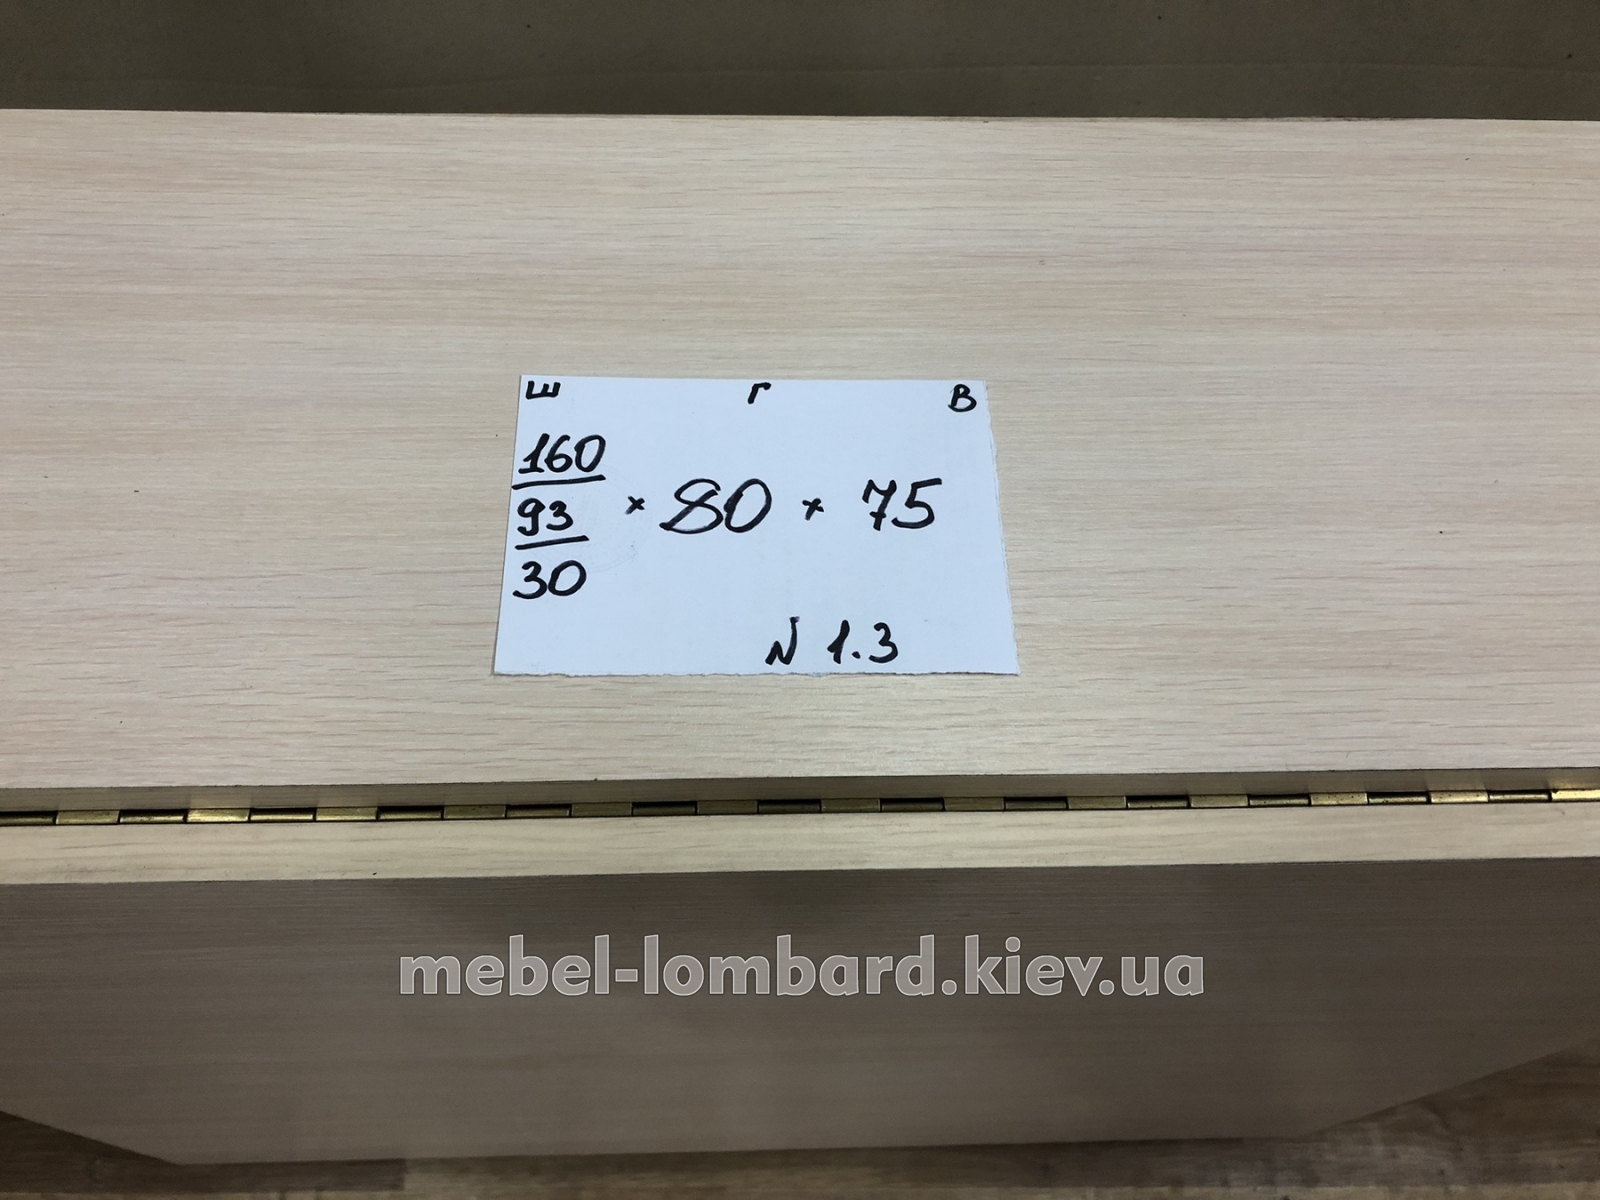 Ш Г В
160
93 × 80 × 75
30
N 1.3
mebel-lombard.kiev.ua